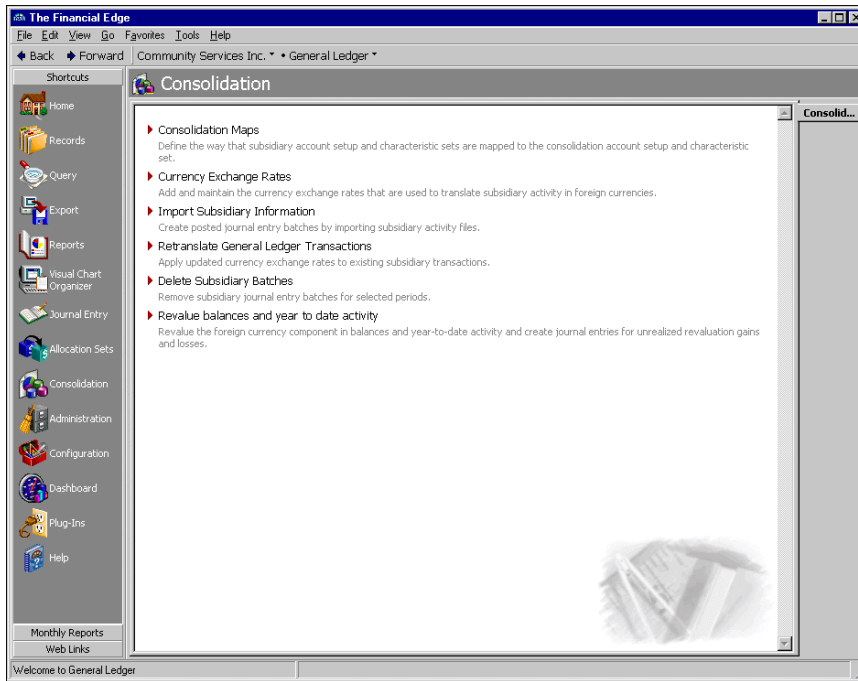 The Financial Edge
File Edit View Go Favorites Tools Help
Back Forward Community Services Inc. • General Ledger
Shortcuts
Home
Records
Query
Export
Reports
Visual Chart
Organizer
Journal Entry
Allocation Sets
Consolidation
Administration
Configuration
Dashboard
Plug-Ins
Help
Monthly Reports
Web Links
Consolidation
Consolid...
Consolidation Maps
Define the way that subsidiary account setup and characteristic sets are mapped to the consolidation account setup and characteristic
set.
Currency Exchange Rates
Add and maintain the currency exchange rates that are used to translate subsidiary activity in foreign currencies.
Import Subsidiary Information
Create posted journal entry batches by importing subsidiary activity files.
Retranslate General Ledger Transactions
Apply updated currency exchange rates to existing subsidiary transactions.
Delete Subsidiary Batches
Remove subsidiary journal entry batches for selected periods.
Revalue balances and year to date activity
Revalue the foreign currency component in balances and year-to-date activity and create journal entries for unrealized revaluation gains
and losses.
Welcome to General Ledger